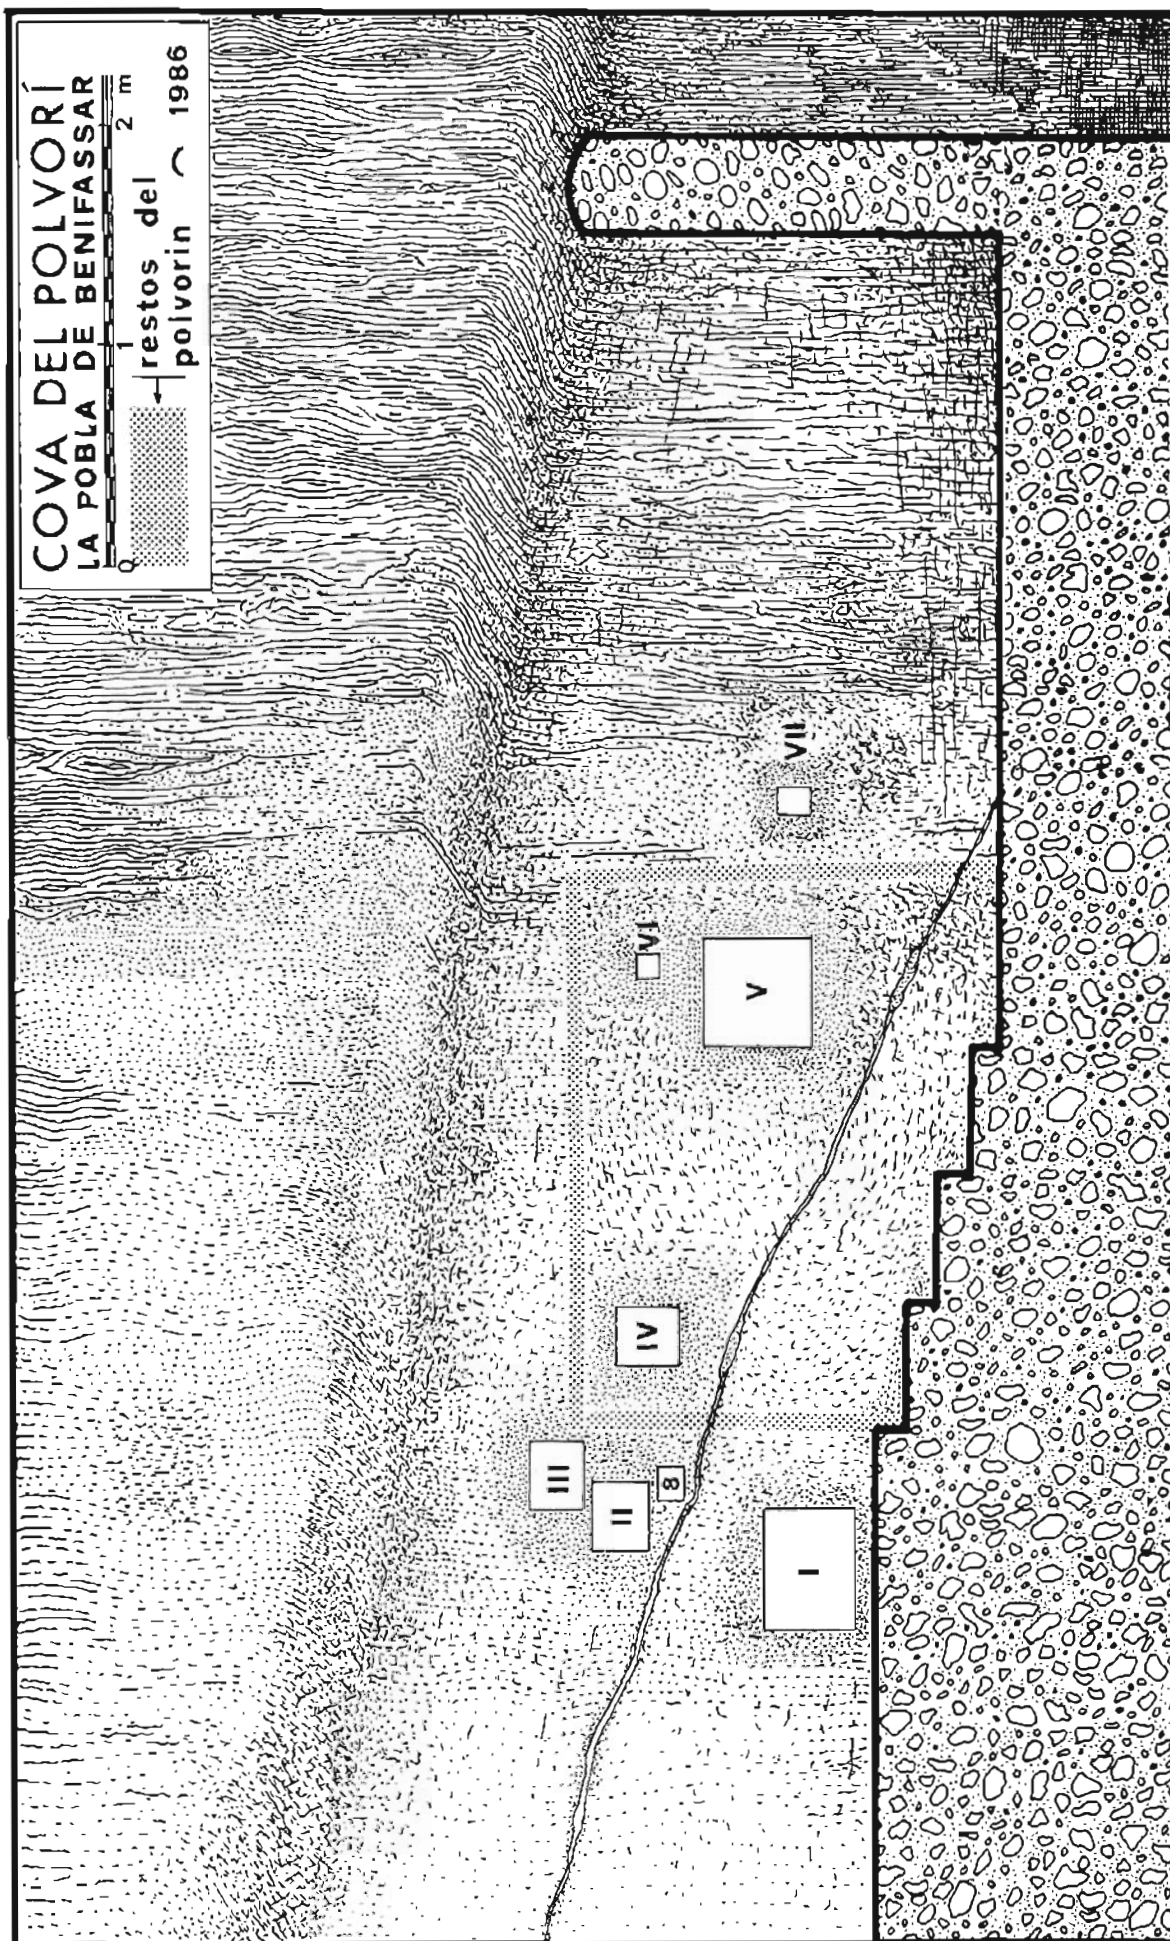 COVA DEL POLVORÍ
LA POBLA DE BENIFASSAR
0 1 2 m
restos del
polvorin 1986
I
II
III
IV
V
VI
VII
8